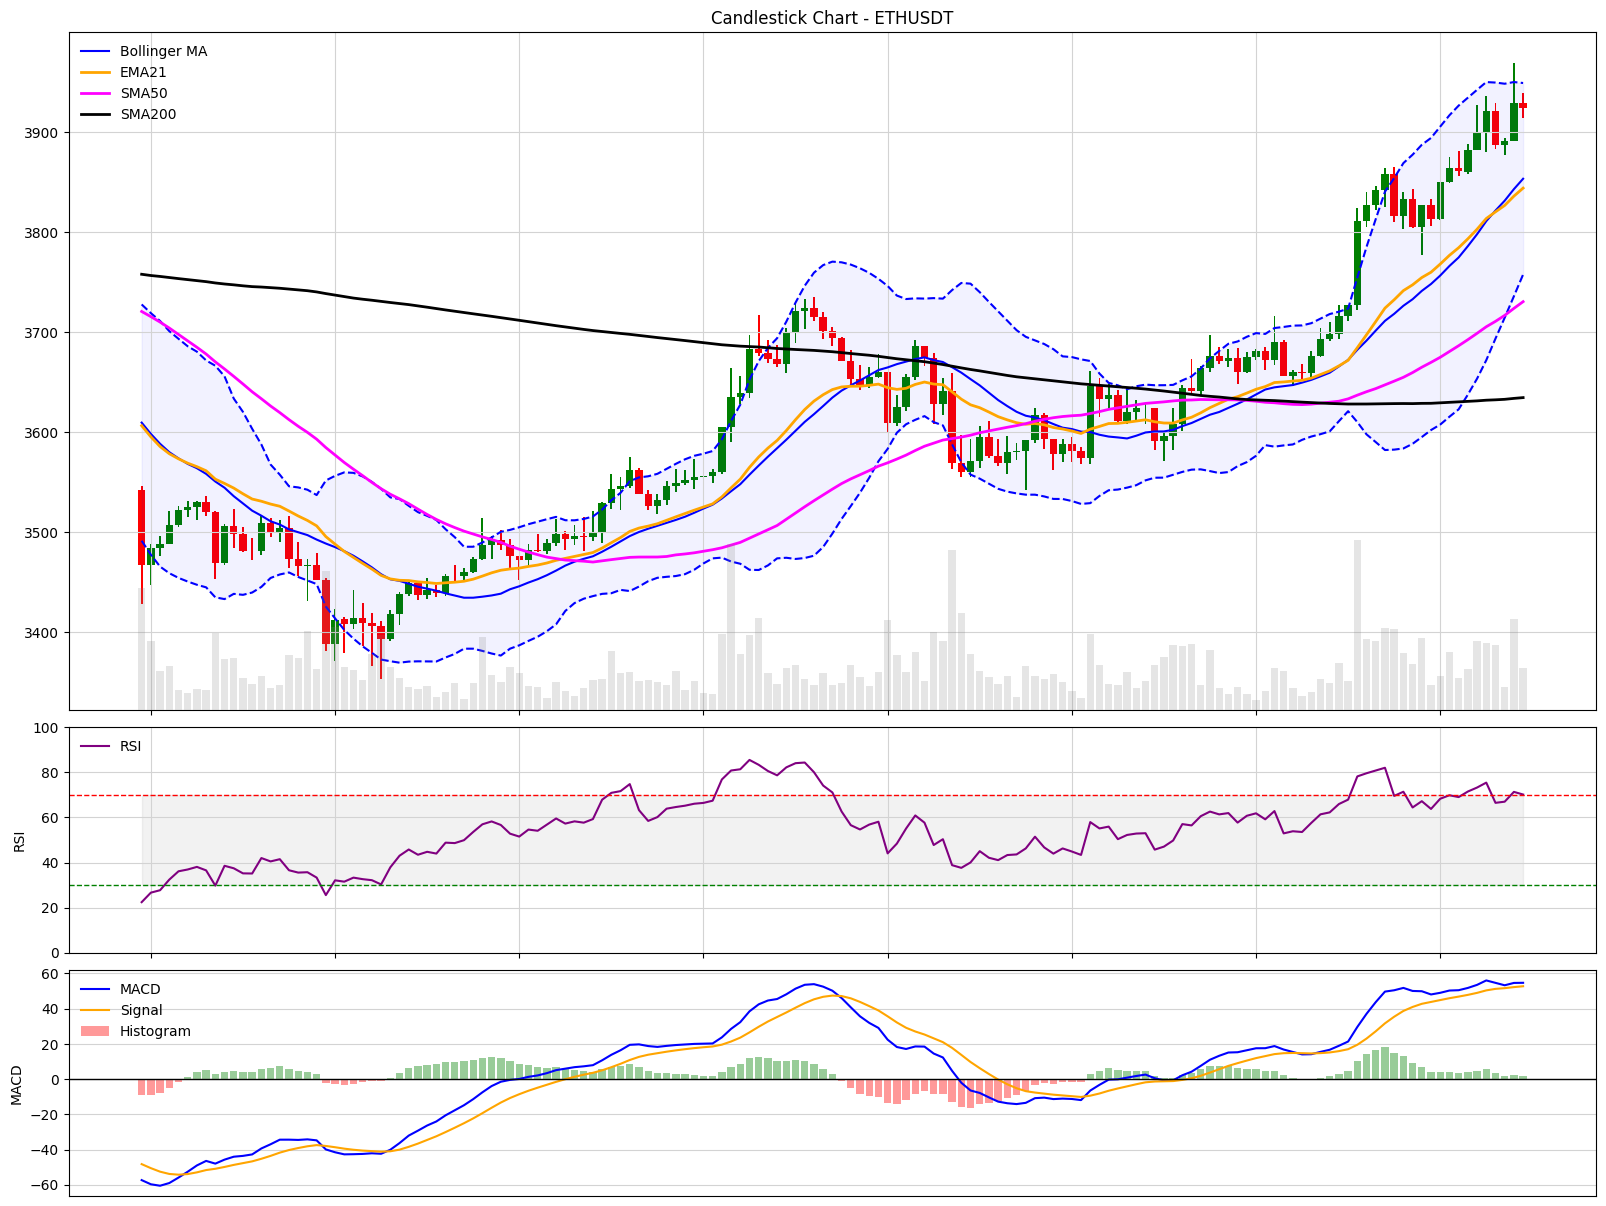 Candlestick Chart - ETHUSDT
Bollinger MA
EMA21
SMA50
SMA200
3900
3800
3700
3600
3500
3400
RSI
100
80
60
40
20
0
RSI
MACD
Signal
Histogram
60
40
20
0
−20
−40
−60
MACD